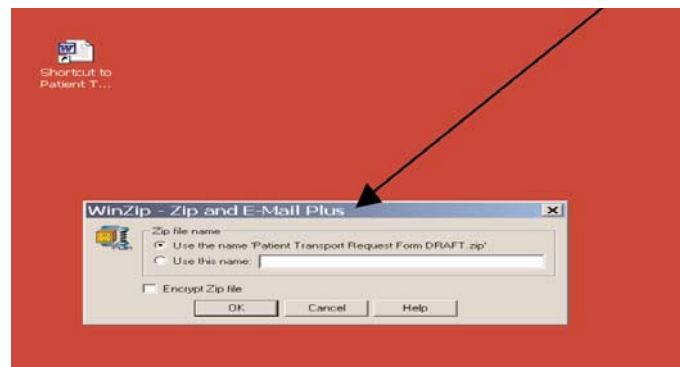 Shortcut to
Patient T...
WinZip - Zip and E-Mail Plus
Zip file name
Use the name 'Patient Transport Request Form DRAFT.zip'
Use this name:
Encrypt Zip file
OK Cancel Help